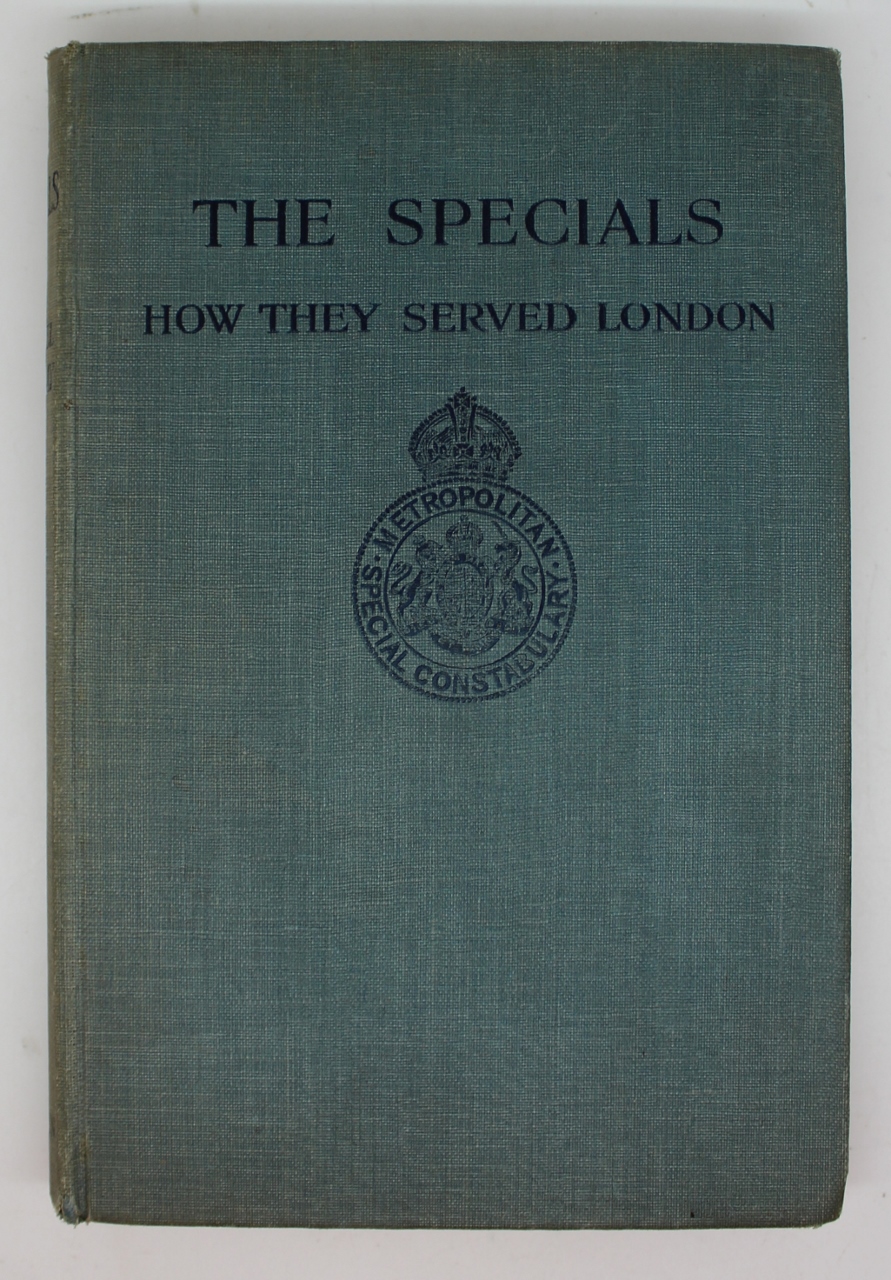 THE SPECIALS
HOW THEY SERVED LONDON
METROPOLITAN
SPECIAL CONSTABULARY